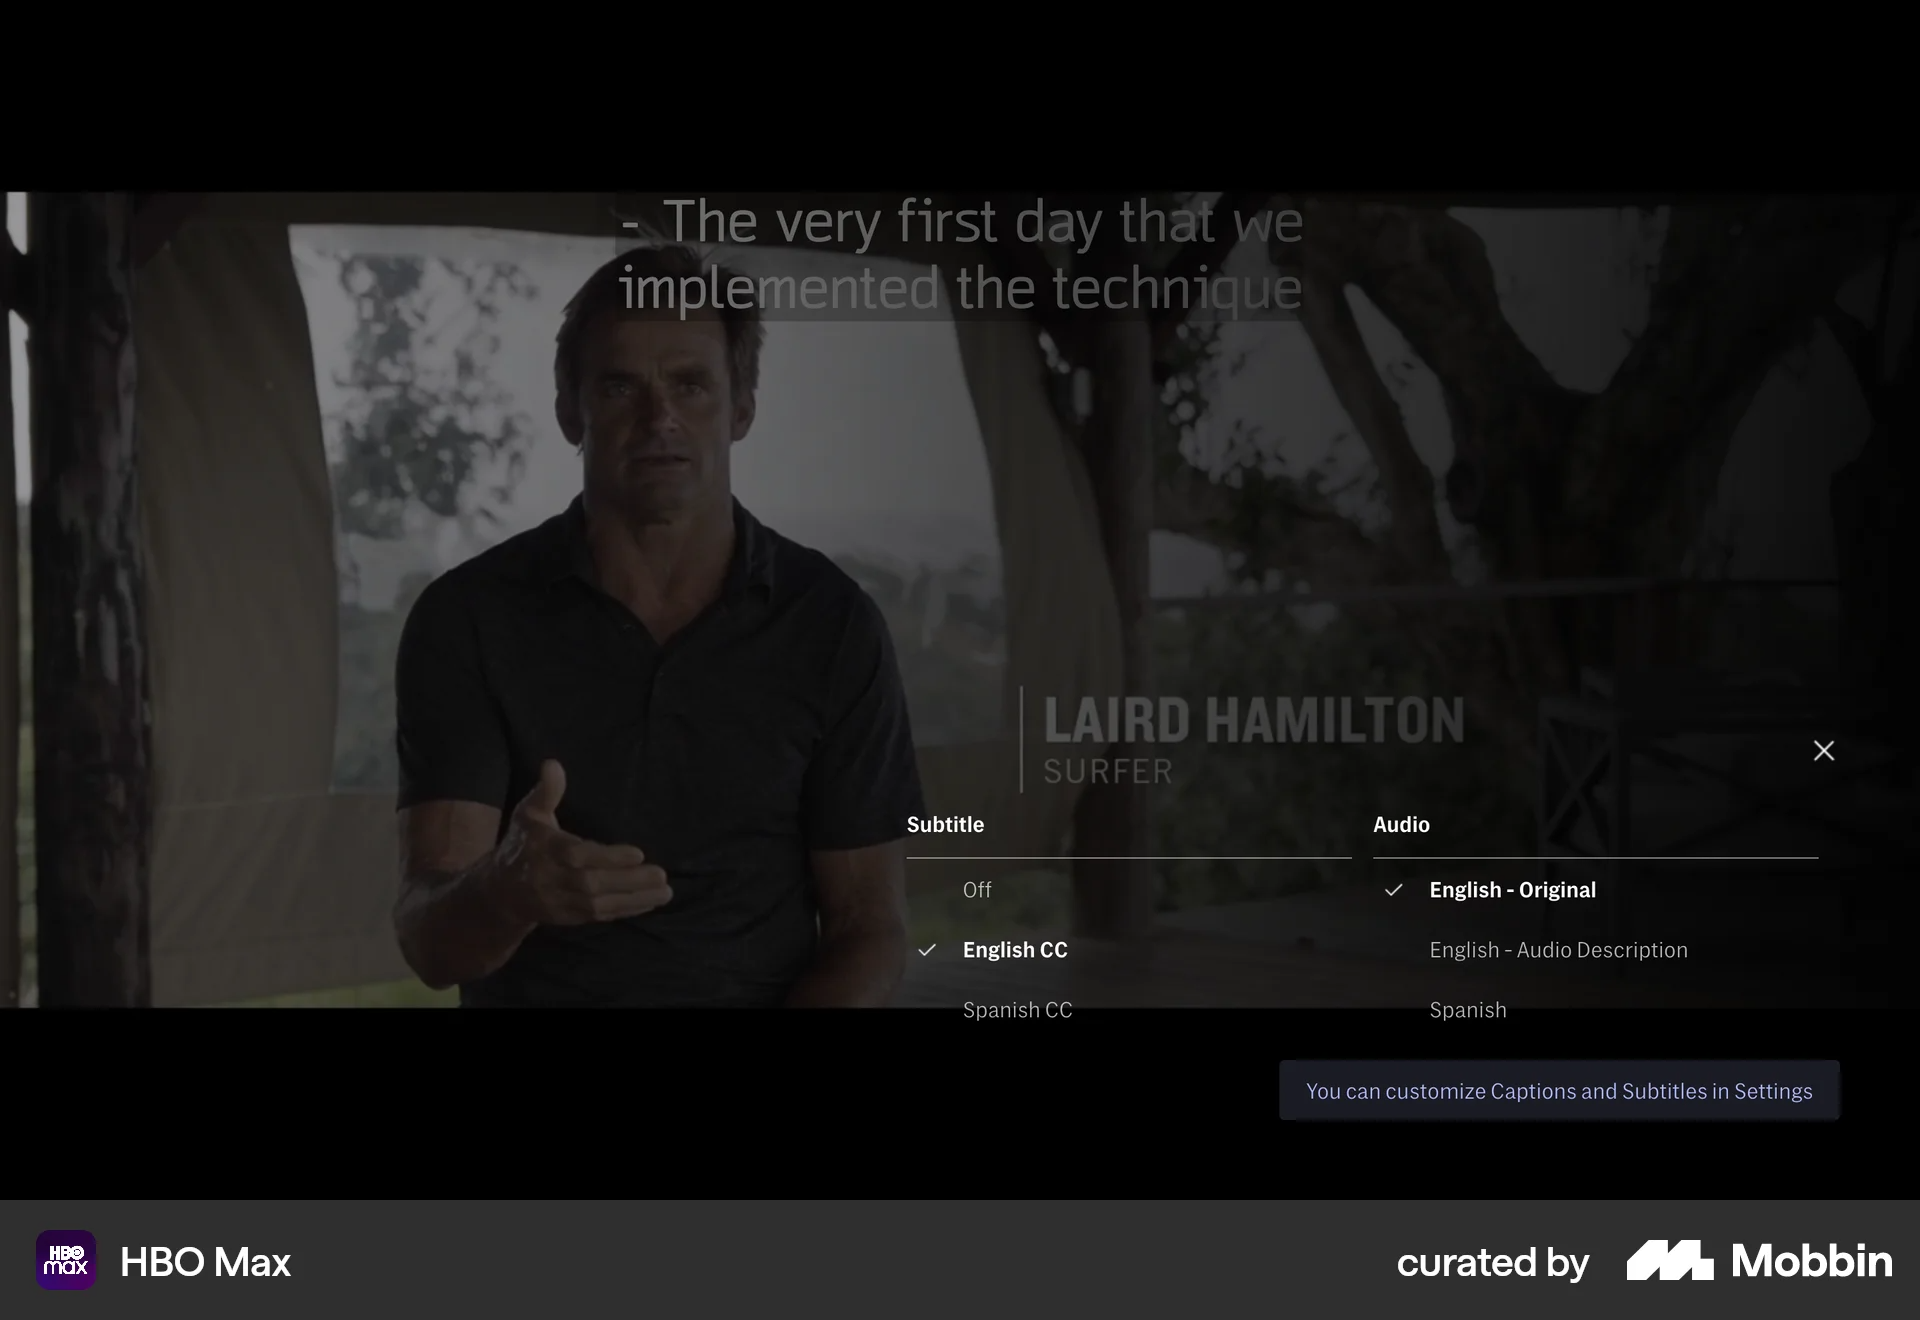 - The very first day that we
implemented the technique
LAIRD HAMILTON
SURFER
Subtitle
Off
English CC
Spanish CC
Audio
English - Original
English - Audio Description
Spanish
You can customize Captions and Subtitles in Settings
HBO
max
HBO Max
curated by
Mobbin